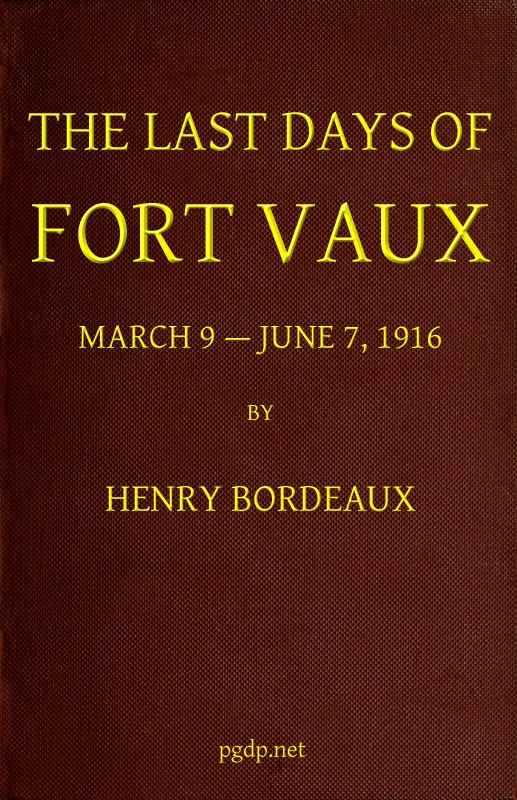 THE LAST DAYS OF
FORT VAUX
MARCH 9 — JUNE 7, 1916
BY
HENRY BORDEAUX
pgdp.net